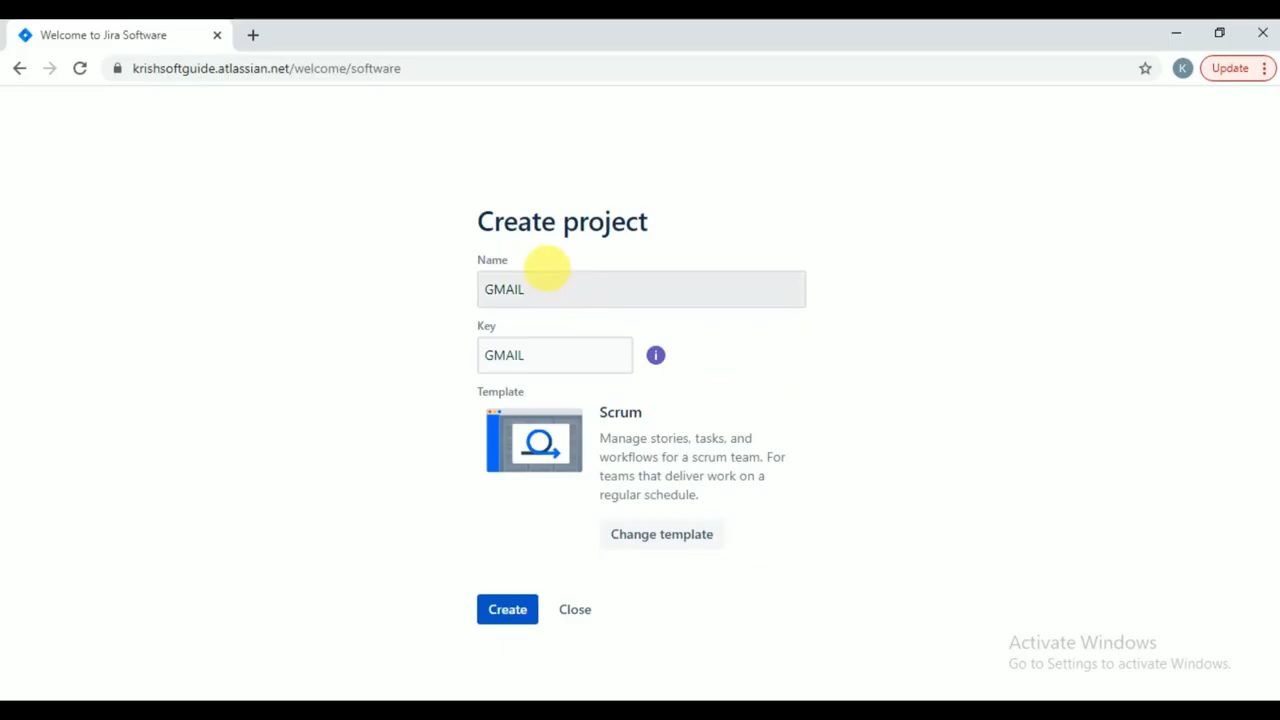 Welcome to Jira Software
krishsoftguide.atlassian.net/welcome/software
K
Update
Create project
Name
GMAIL
Key
GMAIL
i
Template
Scrum
Manage stories, tasks, and
workflows for a scrum team. For
teams that deliver work on a
regular schedule.
Change template
Create Close
Activate Windows
Go to Settings to activate Windows.